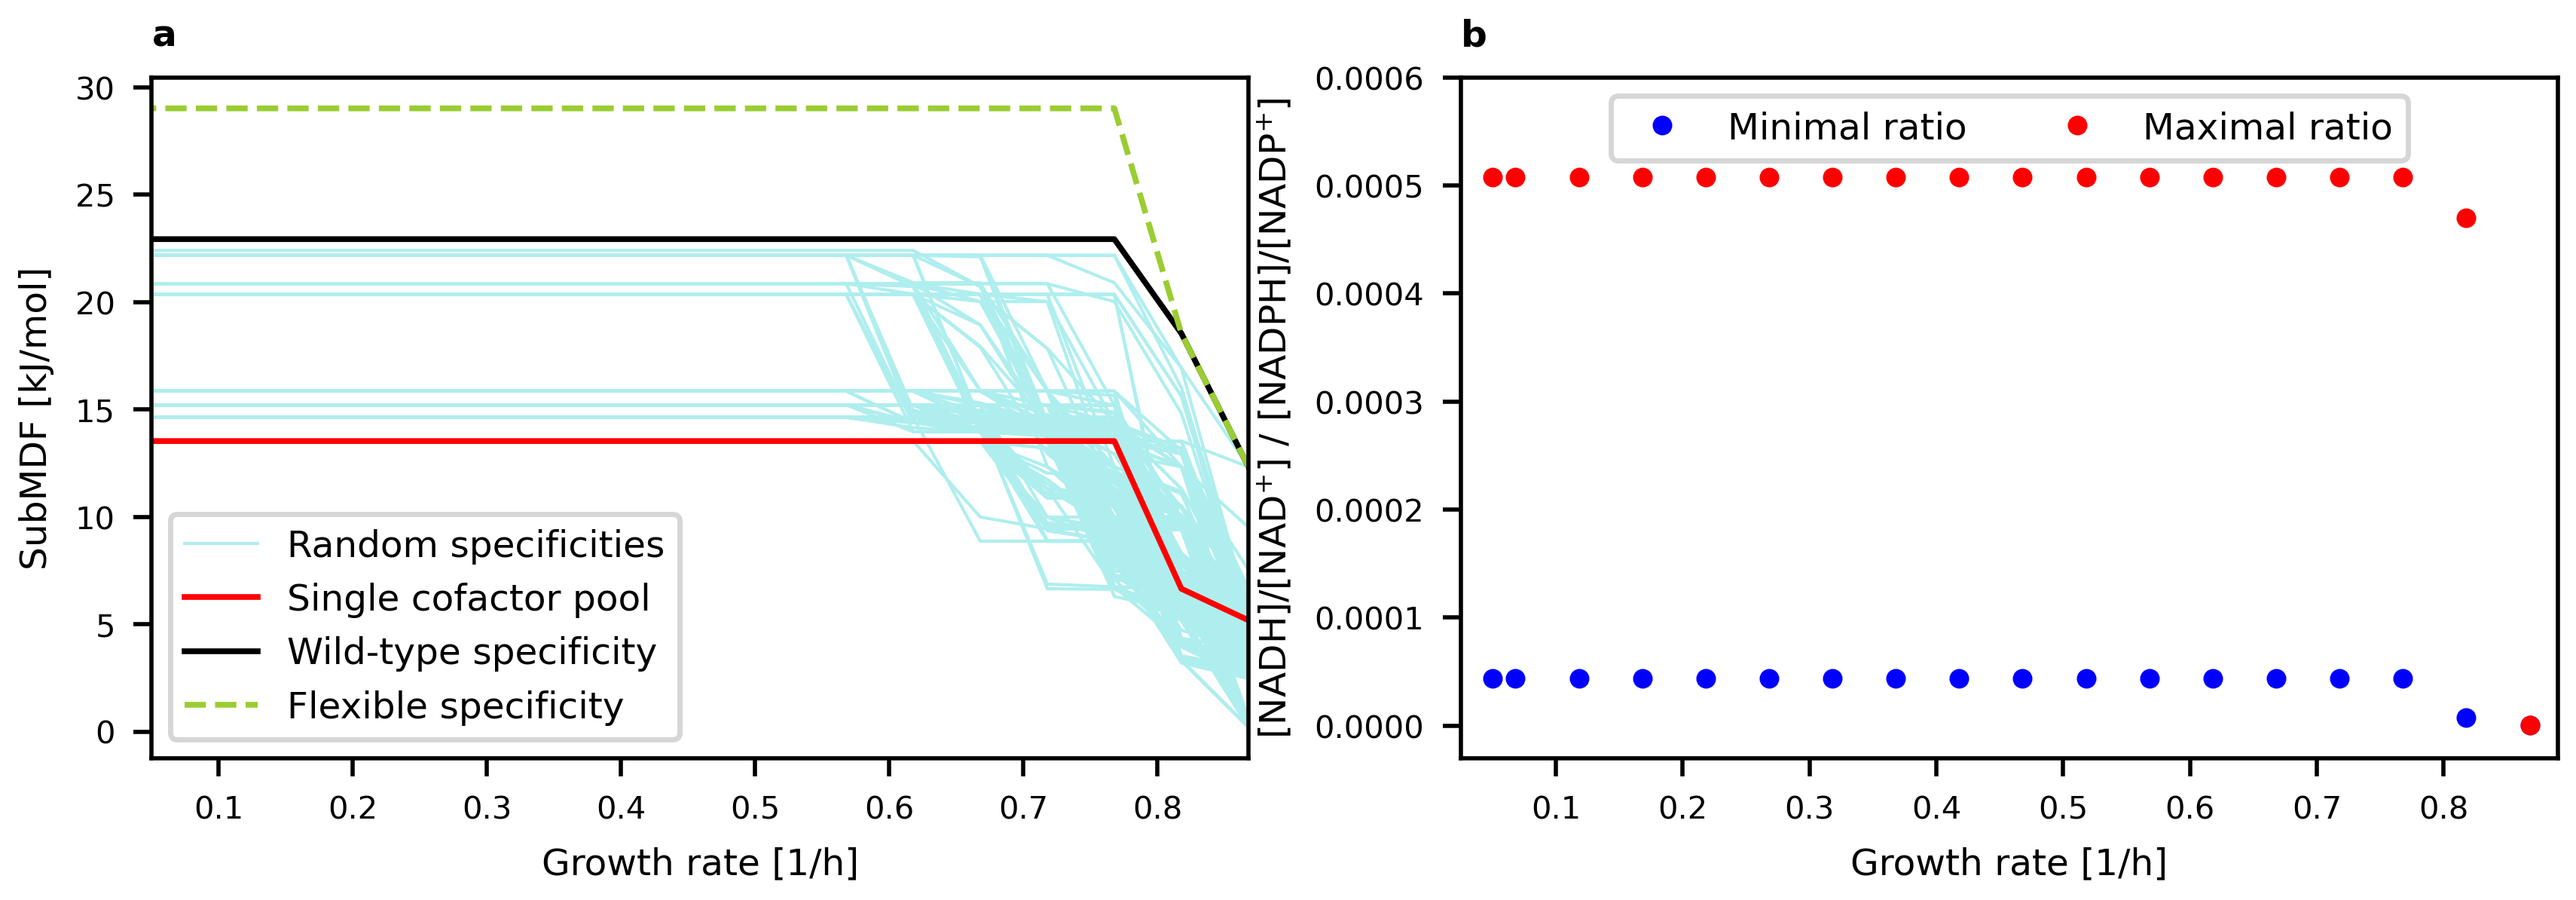 a
30
25
20
15
10
5
0
SubMDF [kJ/mol]
Random specificities
Single cofactor pool
Wild-type specificity
Flexible specificity
0.1 0.2 0.3 0.4 0.5 0.6 0.7 0.8
Growth rate [1/h]
b
0.0006
0.0005
0.0004
0.0003
0.0002
0.0001
0.0000
[NADH]/[NAD⁺] / [NADPH]/[NADP⁺]
Minimal ratio Maximal ratio
0.1 0.2 0.3 0.4 0.5 0.6 0.7 0.8
Growth rate [1/h]